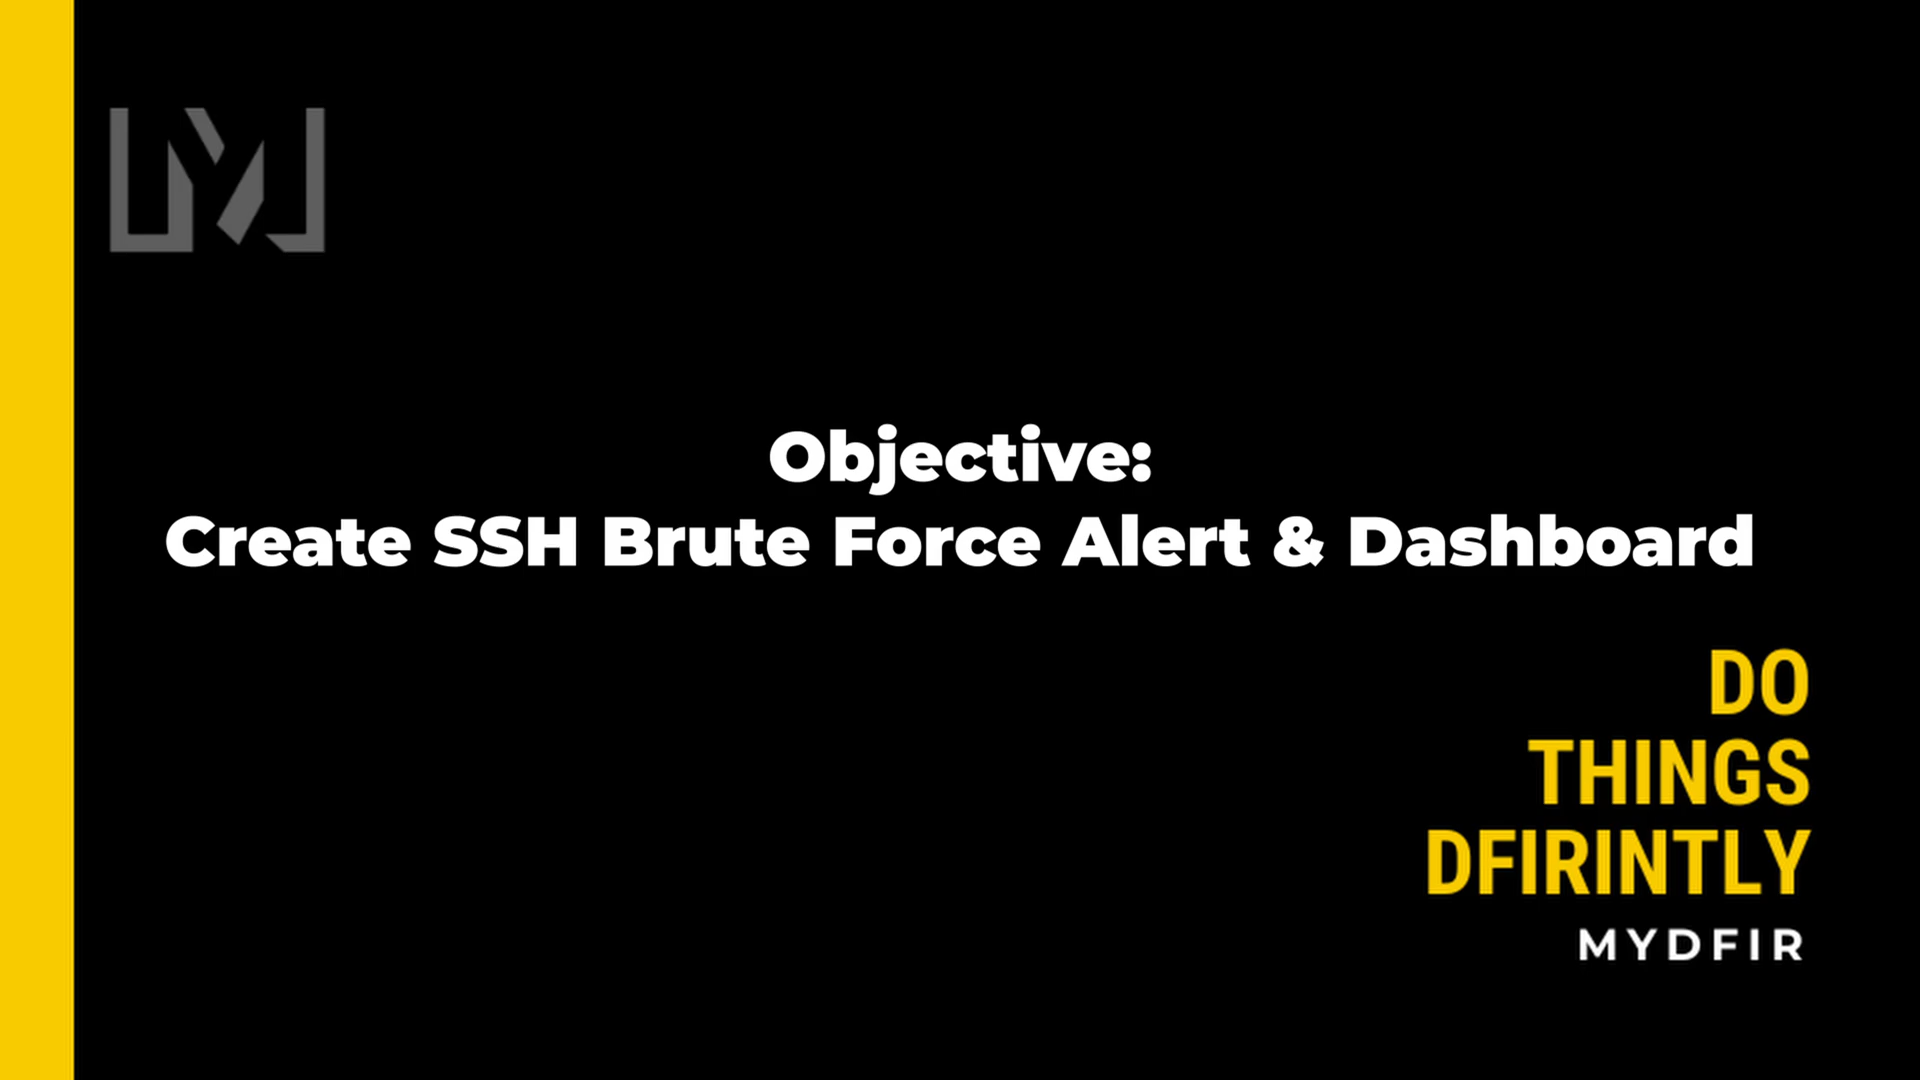 Objective:
Create SSH Brute Force Alert & Dashboard
DO
THINGS
DFIRINTLY
MYDFIR